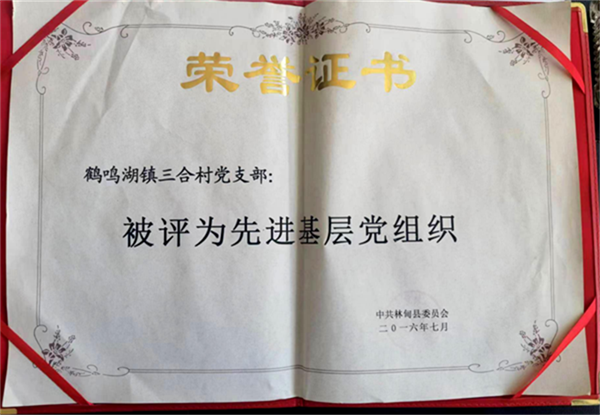 荣誉证书
鹤鸣湖镇三合村党支部:
被评为先进基层党组织
中共林甸县委员会
二〇一六年七月